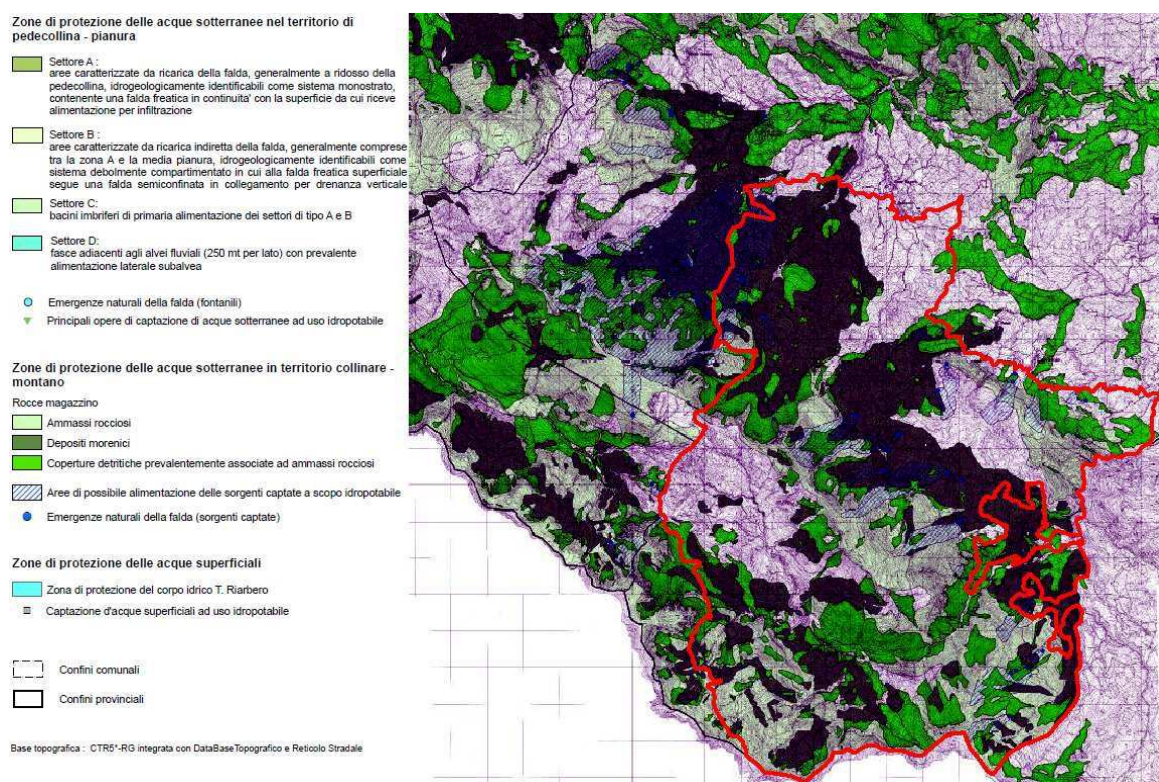 Zone di protezione delle acque sotterranee nel territorio di
pedecollina - pianura
Settore A :
aree caratterizzate da ricarica della falda, generalmente a ridosso della
pedecollina, idrogeologicamente identificabili come sistema monostrato,
contenente una falda freatica in continuita' con la superficie da cui riceve
alimentazione per infiltrazione
Settore B :
aree caratterizzate da ricarica indiretta della falda, generalmente comprese
tra la zona A e la media pianura, idrogeologicamente identificabili come
sistema debolmente compartimentato in cui alla falda freatica superficiale
segue una falda semiconfinata in collegamento per drenanza verticale
Settore C:
bacini imbriferi di primaria alimentazione dei settori di tipo A e B
Settore D:
fasce adiacenti agli alvei fluviali (250 mt per lato) con prevalente
alimentazione laterale subalvea
Emergenze naturali della falda (fontanili)
Principali opere di captazione di acque sotterranee ad uso idropotabile
Zone di protezione delle acque sotterranee in territorio collinare -
montano
Rocce magazzino
Ammassi rocciosi
Depositi morenici
Coperture detritiche prevalentemente associate ad ammassi rocciosi
Aree di possibile alimentazione delle sorgenti captate a scopo idropotabile
Emergenze naturali della falda (sorgenti captate)
Zone di protezione delle acque superficiali
Zona di protezione del corpo idrico T. Riarbero
Captazione d'acque superficiali ad uso idropotabile
Confini comunali
Confini provinciali
Base topografica : CTR5*-RG integrata con DataBaseTopografico e Reticolo Stradale